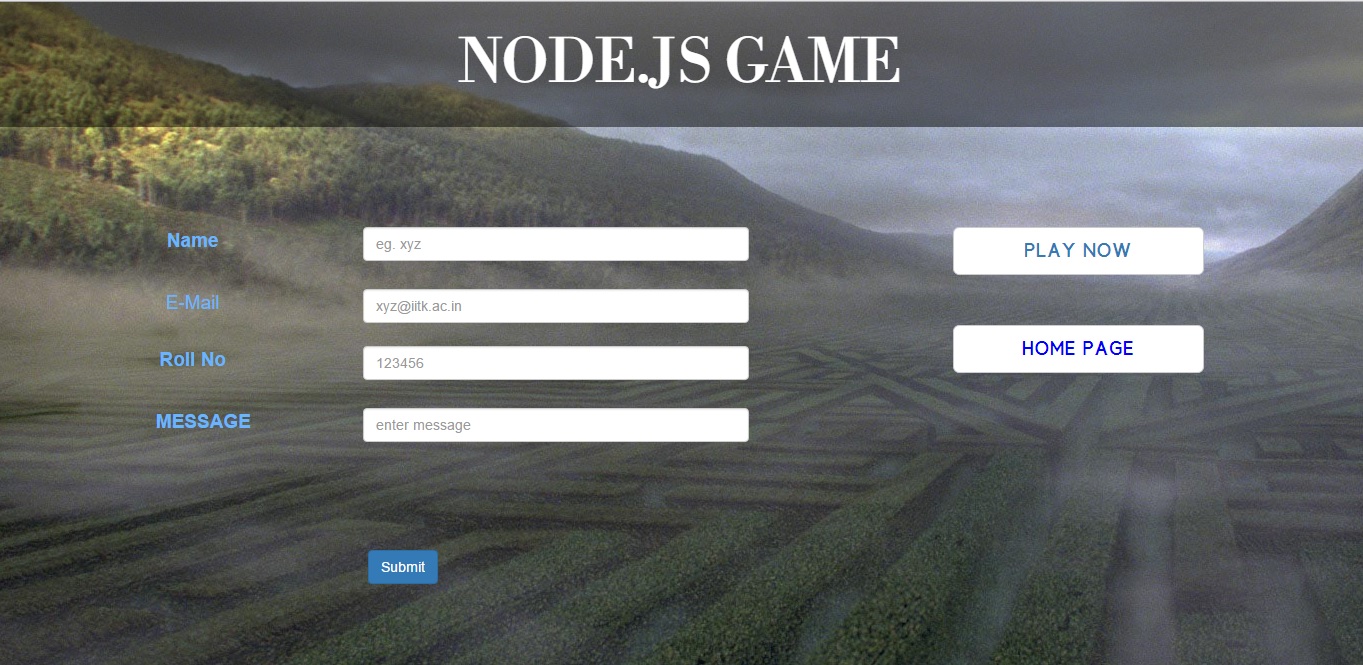 NODE.JS GAME
Name
eg. xyz
E-Mail
xyz@iitk.ac.in
Roll No
123456
MESSAGE
enter message
Submit
PLAY NOW
HOME PAGE